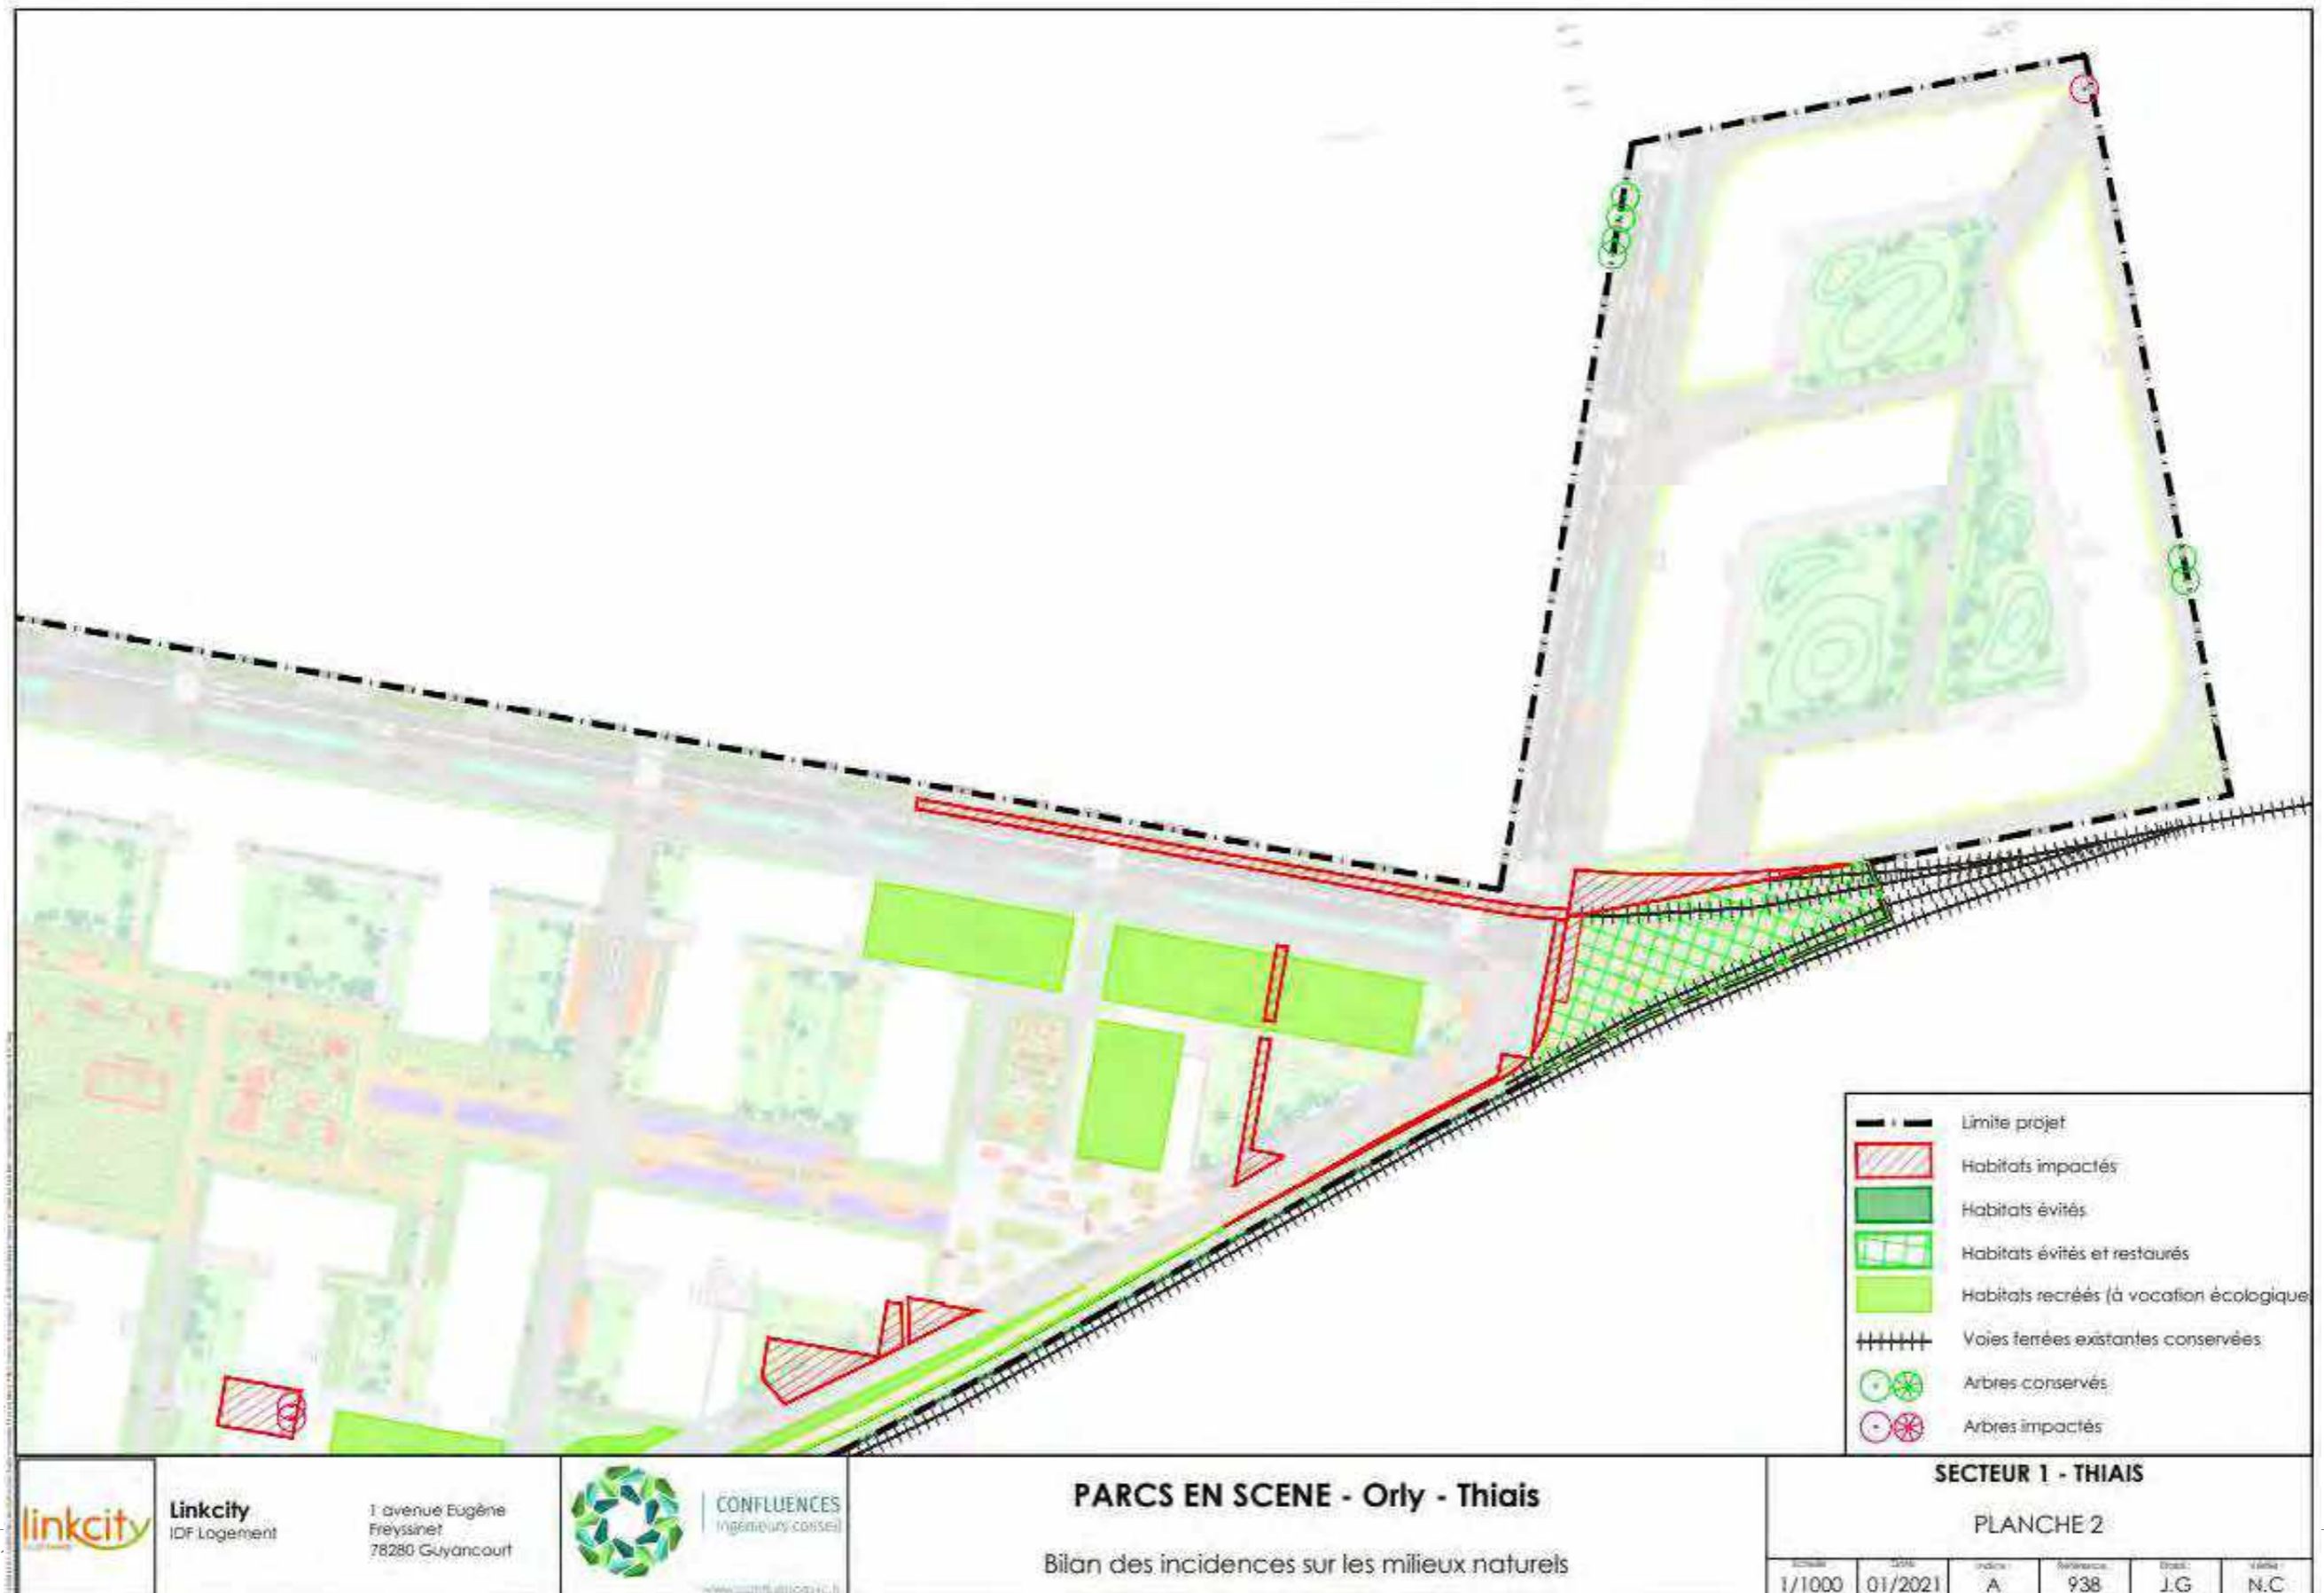 Limite projet
Habitats impactés
Habitats évités
Habitats évités et restaurés
Habitats recréés (à vocation écologique
Voies ferrées existantes conservées
Arbres conservés
Arbres impactés
linkcity
Linkcity
IDF Logement
1 avenue Eugène
Freyssinet
78280 Guyancourt
CONFLUENCES
Ingénieurs conseil
PARCS EN SCENE - Orly - Thiais
Bilan des incidences sur les milieux naturels
SECTEUR 1 - THIAIS
PLANCHE 2
1/1000 01/2021 A 938 J.G N.C